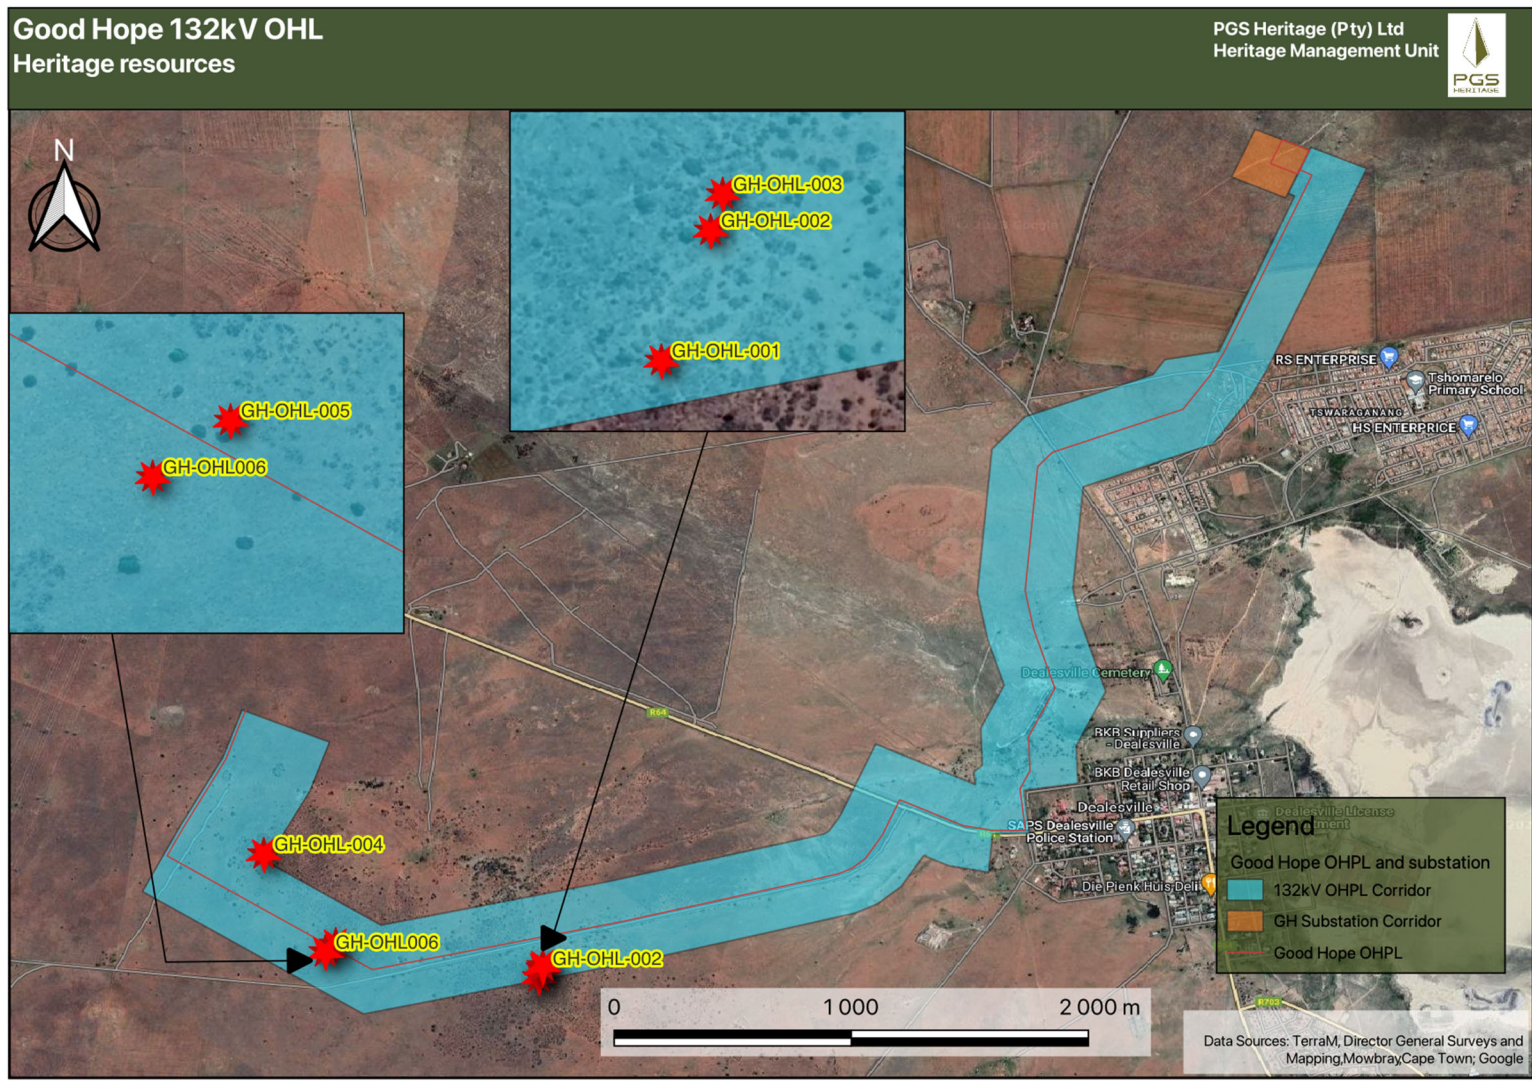 Good Hope 132kV OHL
Heritage resources
PGS Heritage (Pty) Ltd
Heritage Management Unit
PGS
HERITAGE
N
GH-OHL-003
GH-OHL-002
GH-OHL-001
GH-OHL-005
GH-OHL006
RS ENTERPRISE
Tshomarelo
Primary School
TSWARAGANANG
HS ENTERPRICE
Dealesville Cemetery
R64
BKB Suppliers
- Dealesville
BKB Dealesville
Retail Shop
Dealesville
SAPS Dealesville
Police Station
Die Pienk Huis Deli
GH-OHL-004
GH-OHL006
GH-OHL-002
Dealesville License
Legend
Good Hope OHPL and substation
132kV OHPL Corridor
GH Substation Corridor
Good Hope OHPL
0 1 000 2 000 m
R703
Data Sources: TerraM, Director General Surveys and
Mapping,Mowbray,Cape Town; Google